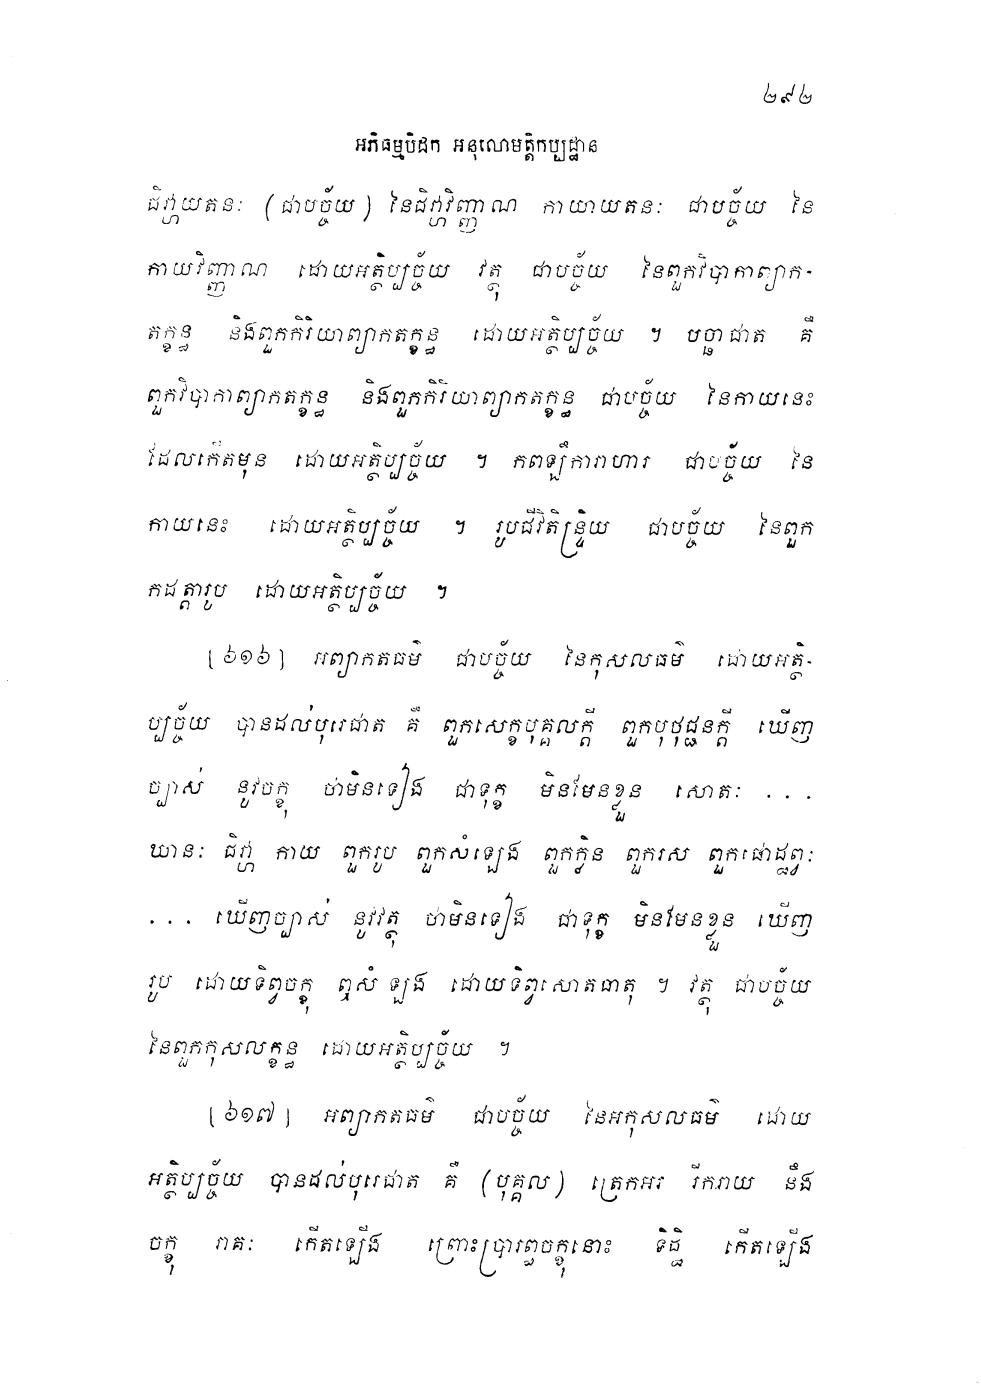 ២៩២
អភិធម្មបិដក អនុលោមត្តិកប្បដ្ឋាន
ជិវ្ហាយតនៈ (ជាបច្ច័យ) នៃជិវ្ហាវិញ្ញាណ កាយាយតនៈ ជាបច្ច័យ នៃ
កាយវិញ្ញាណ ដោយអត្ថិប្បច្ច័យ វត្ថុ ជាបច្ច័យ នៃពួកវិបាកាព្យាក-
តក្ខន្ធ និងពួកកិរិយាព្យាកតក្ខន្ធ ដោយអត្ថិប្បច្ច័យ ។ បច្ឆាជាត គឺ
ពួកវិបាកាព្យាកតក្ខន្ធ និងពួកកិរិយាព្យាកតក្ខន្ធ ជាបច្ច័យ នៃកាយនេះ
ដែលកើតមុន ដោយអត្ថិប្បច្ច័យ ។ កពឡឹការាហារ ជាបច្ច័យ នៃ
កាយនេះ ដោយអត្ថិប្បច្ច័យ ។ រូបជីវិតិន្ទ្រិយ ជាបច្ច័យ នៃពួក
កដត្តារូប ដោយអត្ថិប្បច្ច័យ ។
[៦១៦] អព្យាកតធម៌ ជាបច្ច័យ នៃកុសលធម៌ ដោយអត្ថិ-
ប្បច្ច័យ បានដល់បុរេជាត គឺ ពួកសេក្ខបុគ្គលក្តី ពួកបុថុជ្ជនក្តី ឃើញ
ច្បាស់ នូវចក្ខុ ថាមិនទៀង ជាទុក្ខ មិនមែនខ្លួន សោតៈ . . .
ឃានៈ ជិវ្ហា កាយ ពួករូប ពួកសំឡេង ពួកក្លិន ពួករស ពួកផោដ្ឋព្វៈ
. . . ឃើញច្បាស់ នូវវត្ថុ ថាមិនទៀង ជាទុក្ខ មិនមែនខ្លួន ឃើញ
រូប ដោយទិព្វចក្ខុ ឮសំឡេង ដោយទិព្វសោតធាតុ ។ វត្ថុ ជាបច្ច័យ
នៃពួកកុសលក្ខន្ធ ដោយអត្ថិប្បច្ច័យ ។
[៦១៧] អព្យាកតធម៌ ជាបច្ច័យ នៃអកុសលធម៌ ដោយ
អត្ថិប្បច្ច័យ បានដល់បុរេជាត គឺ (បុគ្គល) ត្រេកអរ រីករាយ នឹង
ចក្ខុ រាគៈ កើតឡើង ព្រោះប្រារព្ធចក្ខុនោះ ទិដ្ឋិ កើតឡើង